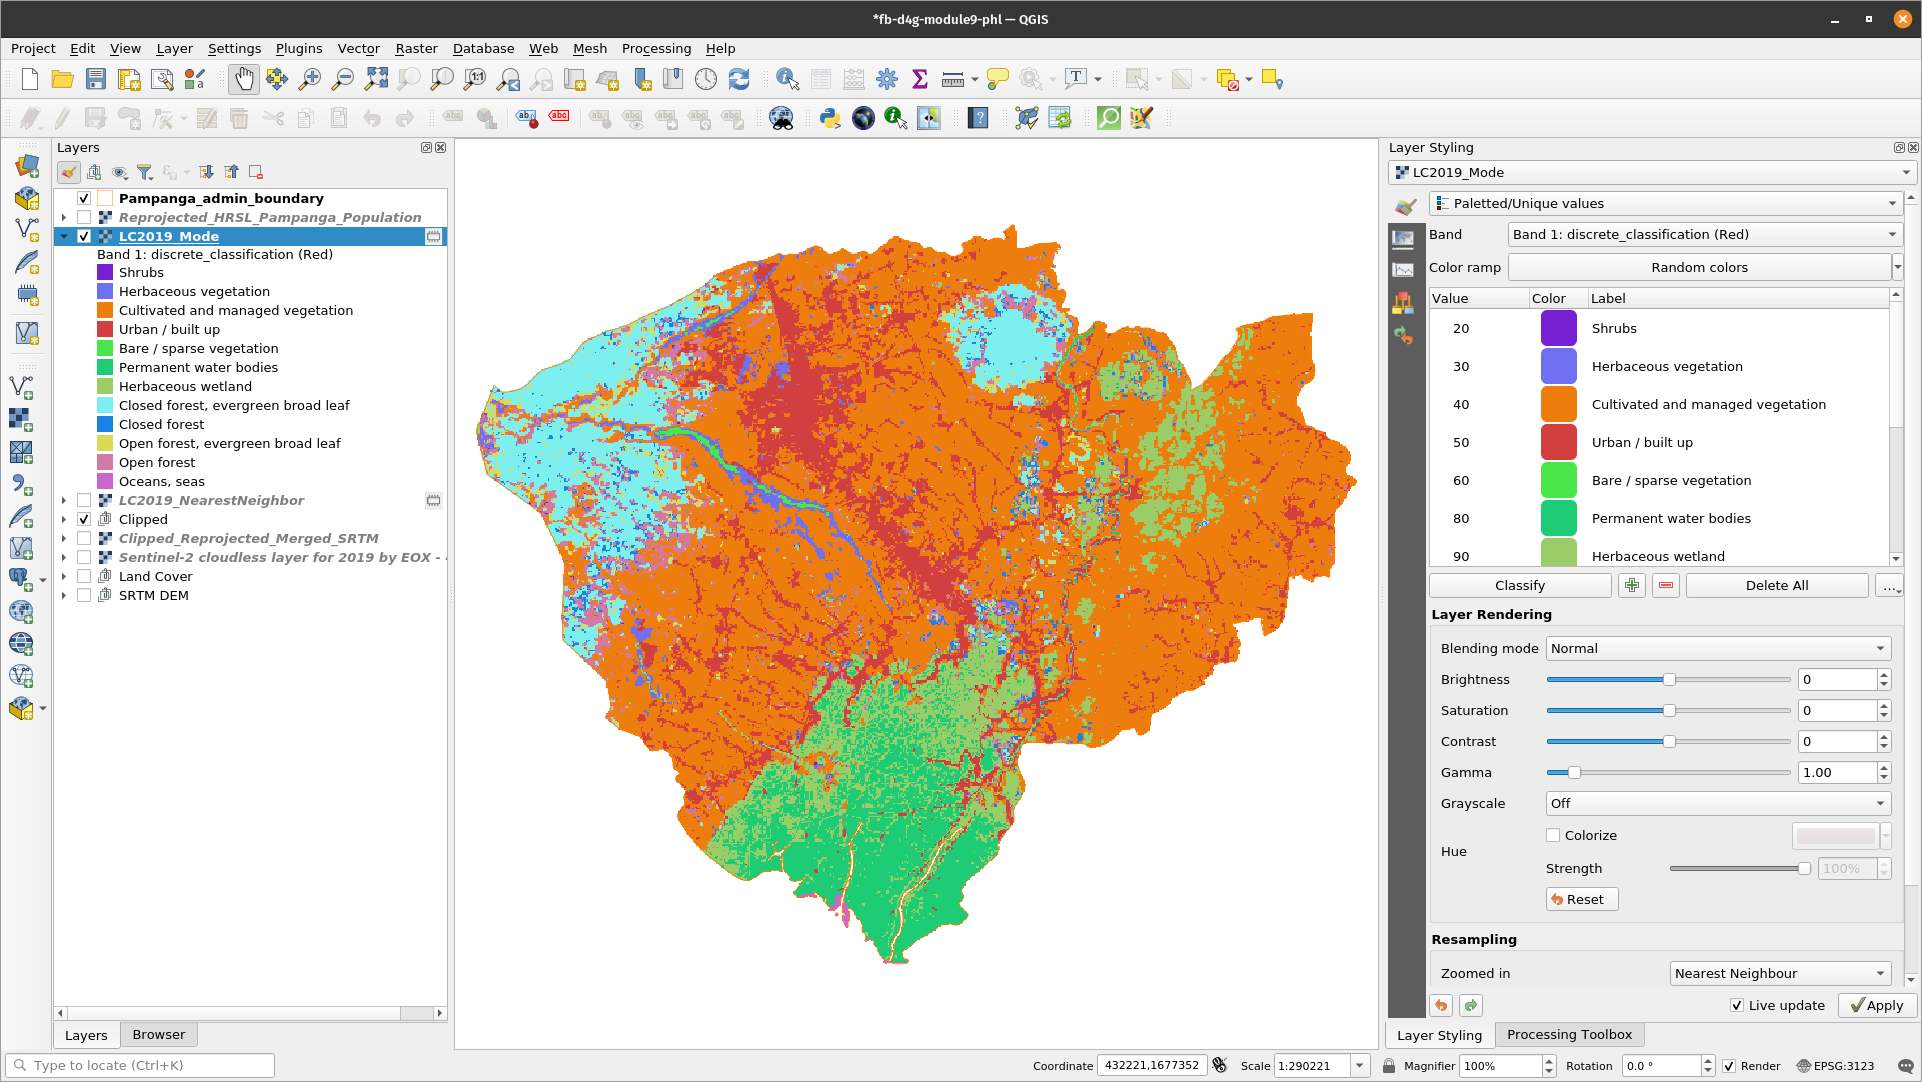 *fb-d4g-module9-phl — QGIS
Project Edit View Layer Settings Plugins Vector Raster Database Web Mesh Processing Help
Layers
Pampanga_admin_boundary
Reprojected_HRSL_Pampanga_Population
LC2019_Mode
Band 1: discrete_classification (Red)
Shrubs
Herbaceous vegetation
Cultivated and managed vegetation
Urban / built up
Bare / sparse vegetation
Permanent water bodies
Herbaceous wetland
Closed forest, evergreen broad leaf
Closed forest
Open forest, evergreen broad leaf
Open forest
Oceans, seas
LC2019_NearestNeighbor
Clipped
Clipped_Reprojected_Merged_SRTM
Sentinel-2 cloudless layer for 2019 by EOX -
Land Cover
SRTM DEM
Layers Browser
Layer Styling
LC2019_Mode
Paletted/Unique values
Band Band 1: discrete_classification (Red)
Color ramp Random colors
Value Color Label
20 Shrubs
30 Herbaceous vegetation
40 Cultivated and managed vegetation
50 Urban / built up
60 Bare / sparse vegetation
80 Permanent water bodies
90 Herbaceous wetland
Classify Delete All ...
Layer Rendering
Blending mode Normal
Brightness 0
Saturation 0
Contrast 0
Gamma 1.00
Grayscale Off
Colorize
Hue
Strength 100%
Reset
Resampling
Zoomed in Nearest Neighbour
Live update Apply
Layer Styling Processing Toolbox
Type to locate (Ctrl+K) Coordinate 432221,1677352 Scale 1:290221 Magnifier 100% Rotation 0.0 ° Render EPSG:3123